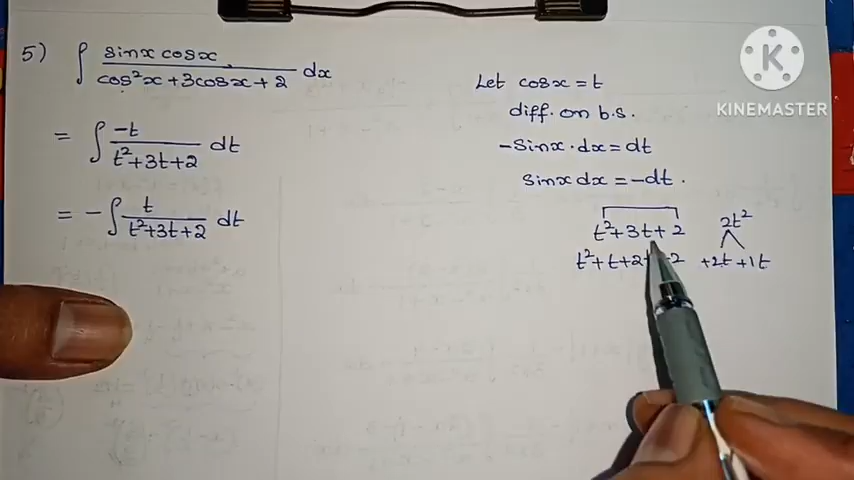 5) ∫ sinx cosx / cos²x + 3cosx + 2 dx
= ∫ -t / t²+3t+2 dt
= -∫ t / t²+3t+2 dt
Let cosx = t
diff. on b.s.
-sinx·dx = dt
sinx dx = -dt.
t²+3t+2 2t²
t²+t+2 2 +2t +1t
K
KINEMASTER